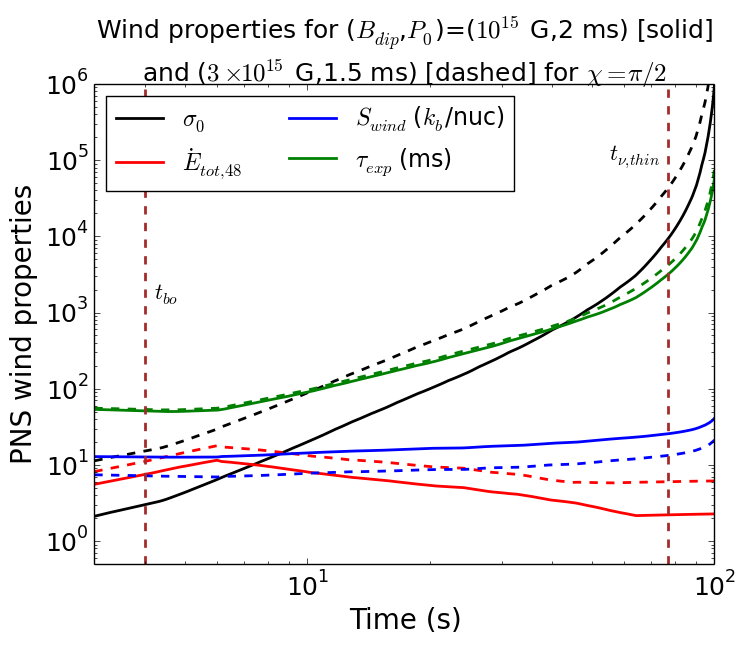 Wind properties for (B_dip,P_0)=(10^15 G,2 ms) [solid]
and (3 ×10^15 G,1.5 ms) [dashed] for χ=π/2
10^6
10^5
10^4
10^3
10^2
10^1
10^0
PNS wind properties
σ_0
Ė_tot,48
S_wind (k_b/nuc)
τ_exp (ms)
t_ν,thin
t_bo
10^1
10^2
Time (s)